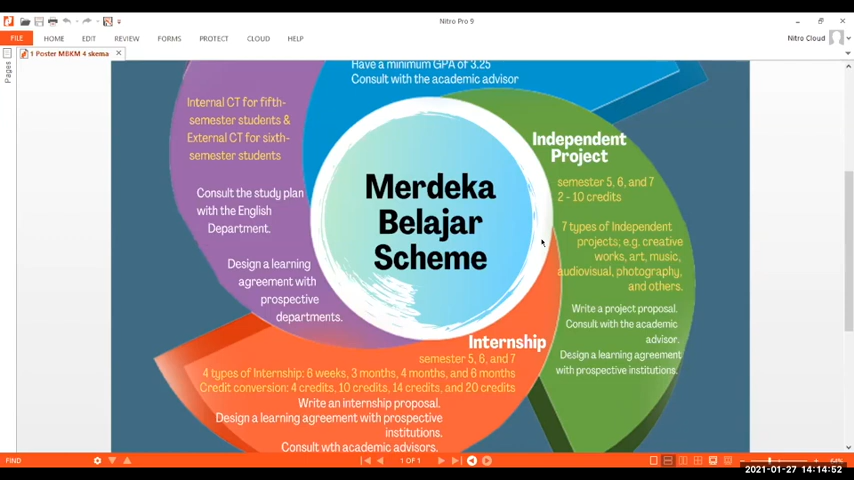 Nitro Pro 9
FILE
HOME
EDIT
REVIEW
FORMS
PROTECT
CLOUD
HELP
Nitro Cloud
1 Poster MBKM 4 skema
Pages
Have a minimum GPA of 3.25
Consult with the academic advisor
Internal CT for fifth-
semester students &
External CT for sixth-
semester students
Consult the study plan
with the English
Department.
Design a learning
agreement with
prospective
departments.
Merdeka
Belajar
Scheme
Independent
Project
semester 5, 6, and 7
2 - 10 credits
7 types of Independent
projects; e.g. creative
works, art, music,
audiovisual, photography,
and others.
Write a project proposal.
Consult with the academic
advisor.
Design a learning agreement
with prospective institutions.
Internship
semester 5, 6, and 7
4 types of Internship: 6 weeks, 3 months, 4 months, and 6 months
Credit conversion: 4 credits, 10 credits, 14 credits, and 20 credits
Write an internship proposal.
Design a learning agreement with prospective
institutions.
Consult wth academic advisors.
FIND
1 OF 1
2021-01-27 14:14:52